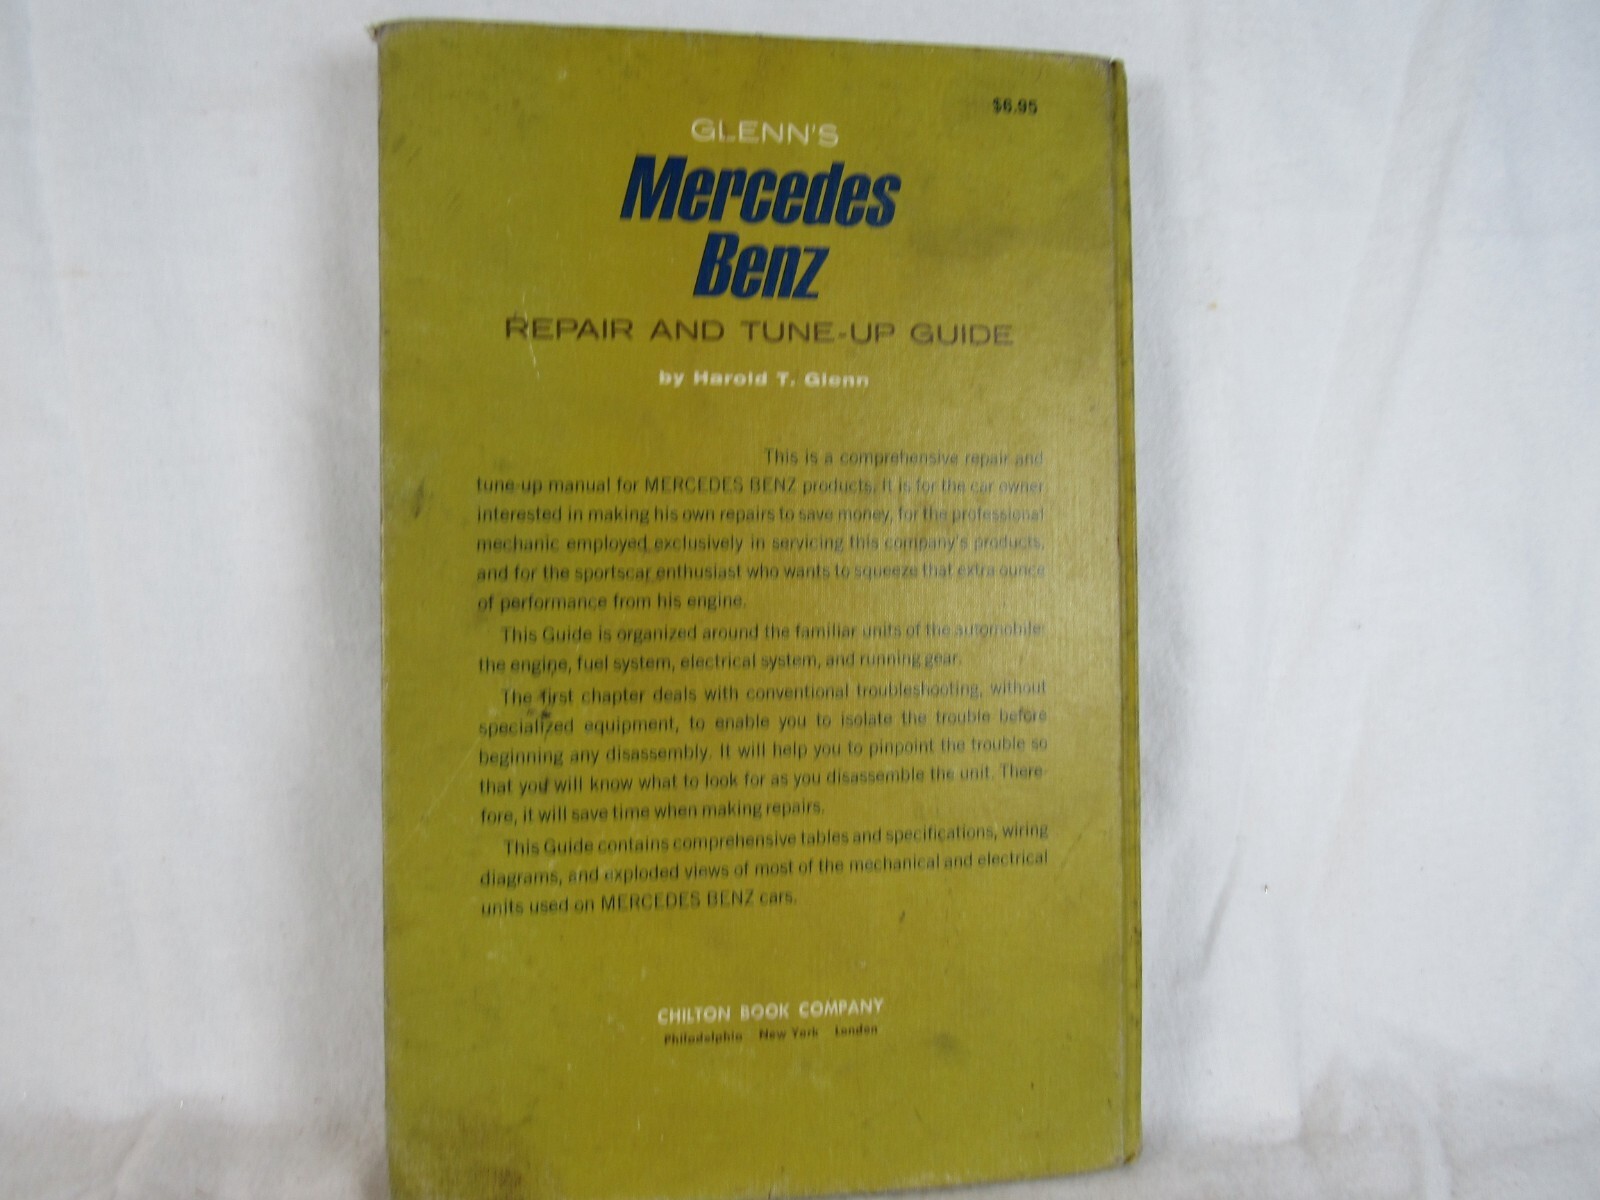 $6.95
GLENN'S
Mercedes
Benz
REPAIR AND TUNE-UP GUIDE
by Harold T. Glenn
This is a comprehensive repair and
tune-up manual for MERCEDES BENZ products. It is for the car owner
interested in making his own repairs to save money, for the professional
mechanic employed exclusively in servicing this company's products,
and for the sportscar enthusiast who wants to squeeze that extra ounce
of performance from his engine.
This Guide is organized around the familiar units of the automobile:
the engine, fuel system, electrical system, and running gear.
The first chapter deals with conventional troubleshooting, without
specialized equipment, to enable you to isolate the trouble before
beginning any disassembly. It will help you to pinpoint the trouble so
that you will know what to look for as you disassemble the unit. There-
fore, it will save time when making repairs.
This Guide contains comprehensive tables and specifications, wiring
diagrams, and exploded views of most of the mechanical and electrical
units used on MERCEDES BENZ cars.
CHILTON BOOK COMPANY
Philadelphia New York London